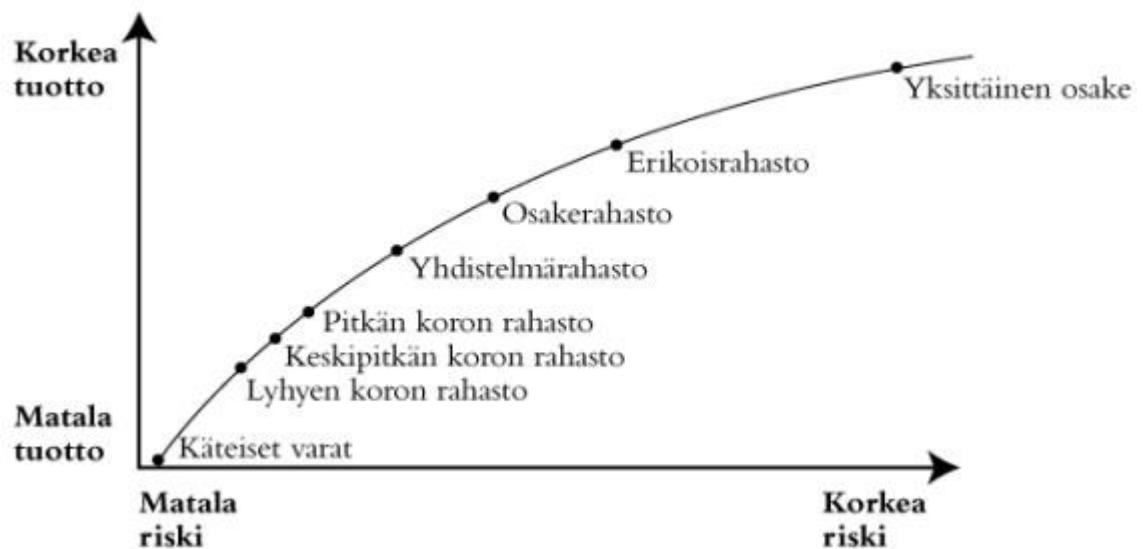 Korkea
tuotto
Yksittäinen osake
Erikoisrahasto
Osakerahasto
Yhdistelmärahasto
Pitkän koron rahasto
Keskipitkän koron rahasto
Lyhyen koron rahasto
Matala
tuotto
Käteiset varat
Matala
riski
Korkea
riski